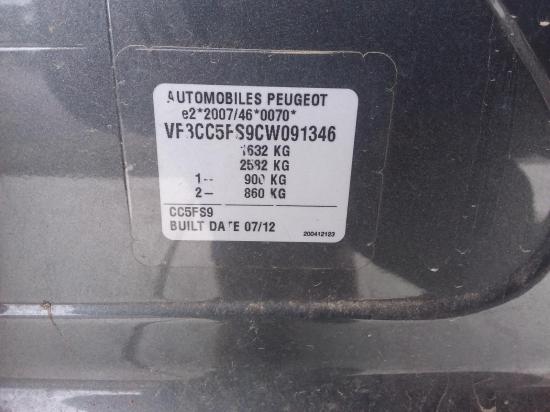 AUTOMOBILES PEUGEOT
e2*2007/46*0070*
VF3CC5FS9CW091346
1632 KG
2582 KG
1-- 900 KG
2-- 860 KG
CC5FS9
BUILT DATE 07/12
200412123